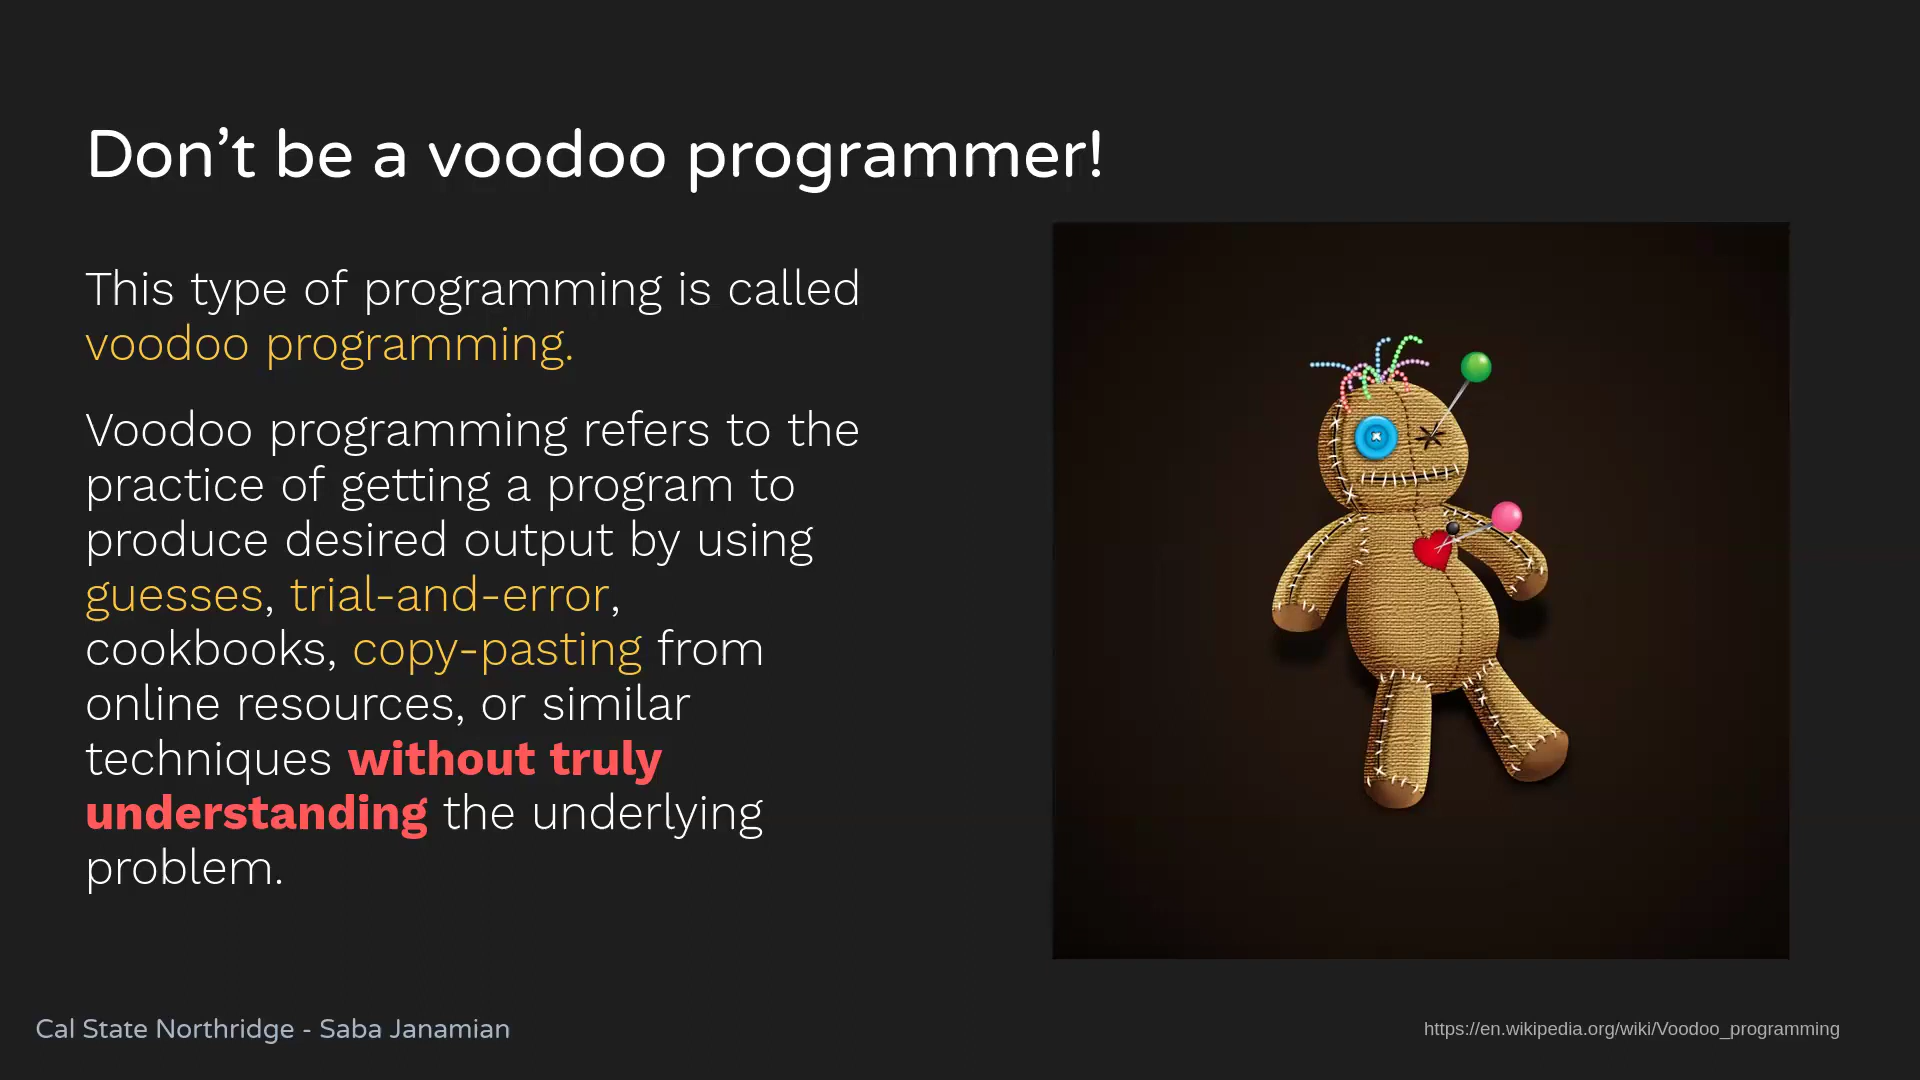 Don’t be a voodoo programmer!
This type of programming is called
voodoo programming.
Voodoo programming refers to the
practice of getting a program to
produce desired output by using
guesses, trial-and-error,
cookbooks, copy-pasting from
online resources, or similar
techniques without truly
understanding the underlying
problem.
Cal State Northridge - Saba Janamian
https://en.wikipedia.org/wiki/Voodoo_programming